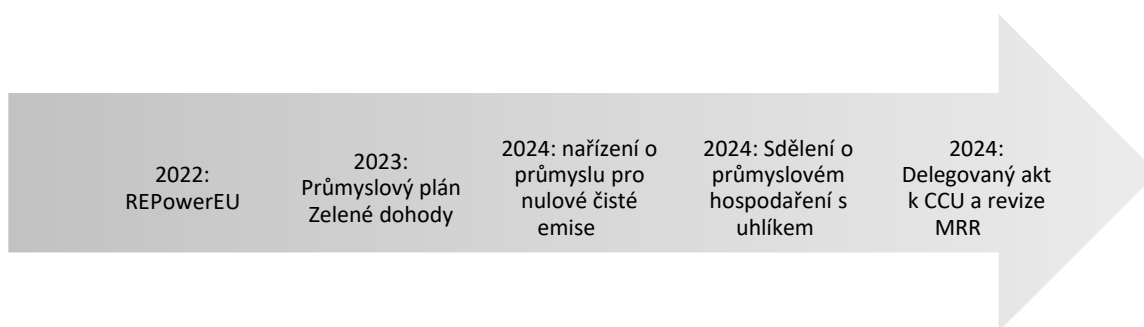 2022:
REPowerEU
2023:
Průmyslový plán
Zelené dohody
2024: nařízení o
průmyslu pro
nulové čisté
emise
2024: Sdělení o
průmyslovém
hospodaření s
uhlíkem
2024:
Delegovaný akt
k CCU a revize
MRR